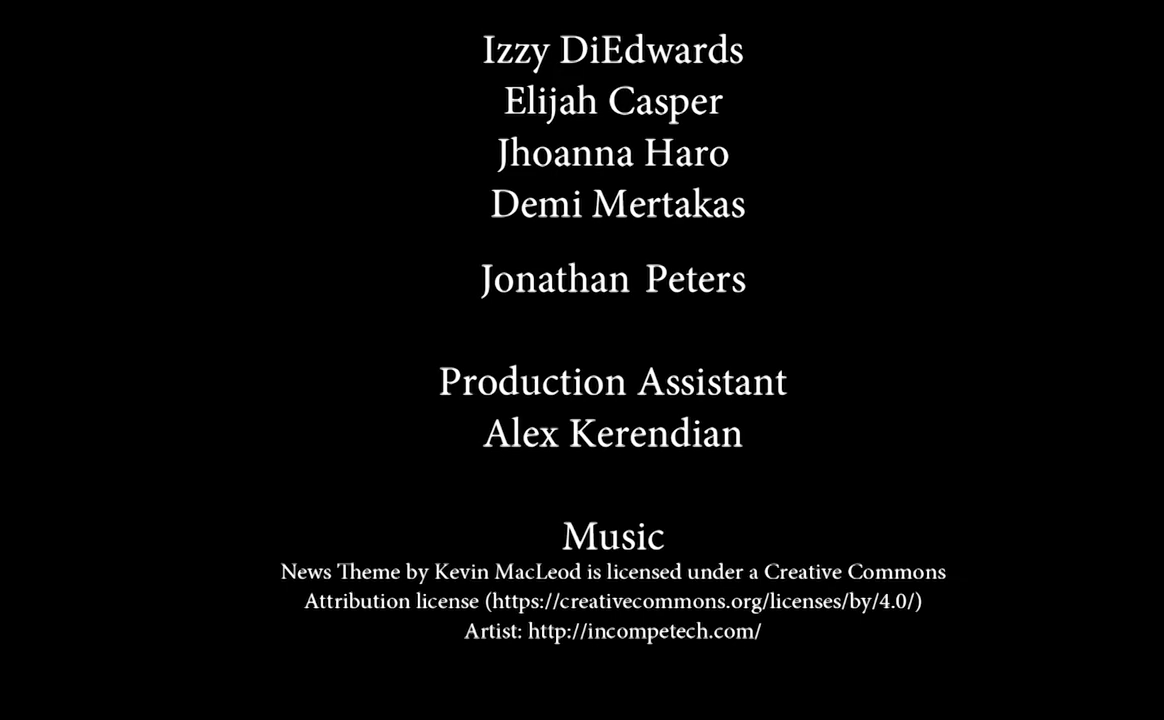 Izzy DiEdwards
Elijah Casper
Jhoanna Haro
Demi Mertakas
Jonathan Peters
Production Assistant
Alex Kerendian
Music
News Theme by Kevin MacLeod is licensed under a Creative Commons
Attribution license (https://creativecommons.org/licenses/by/4.0/)
Artist: http://incompetech.com/